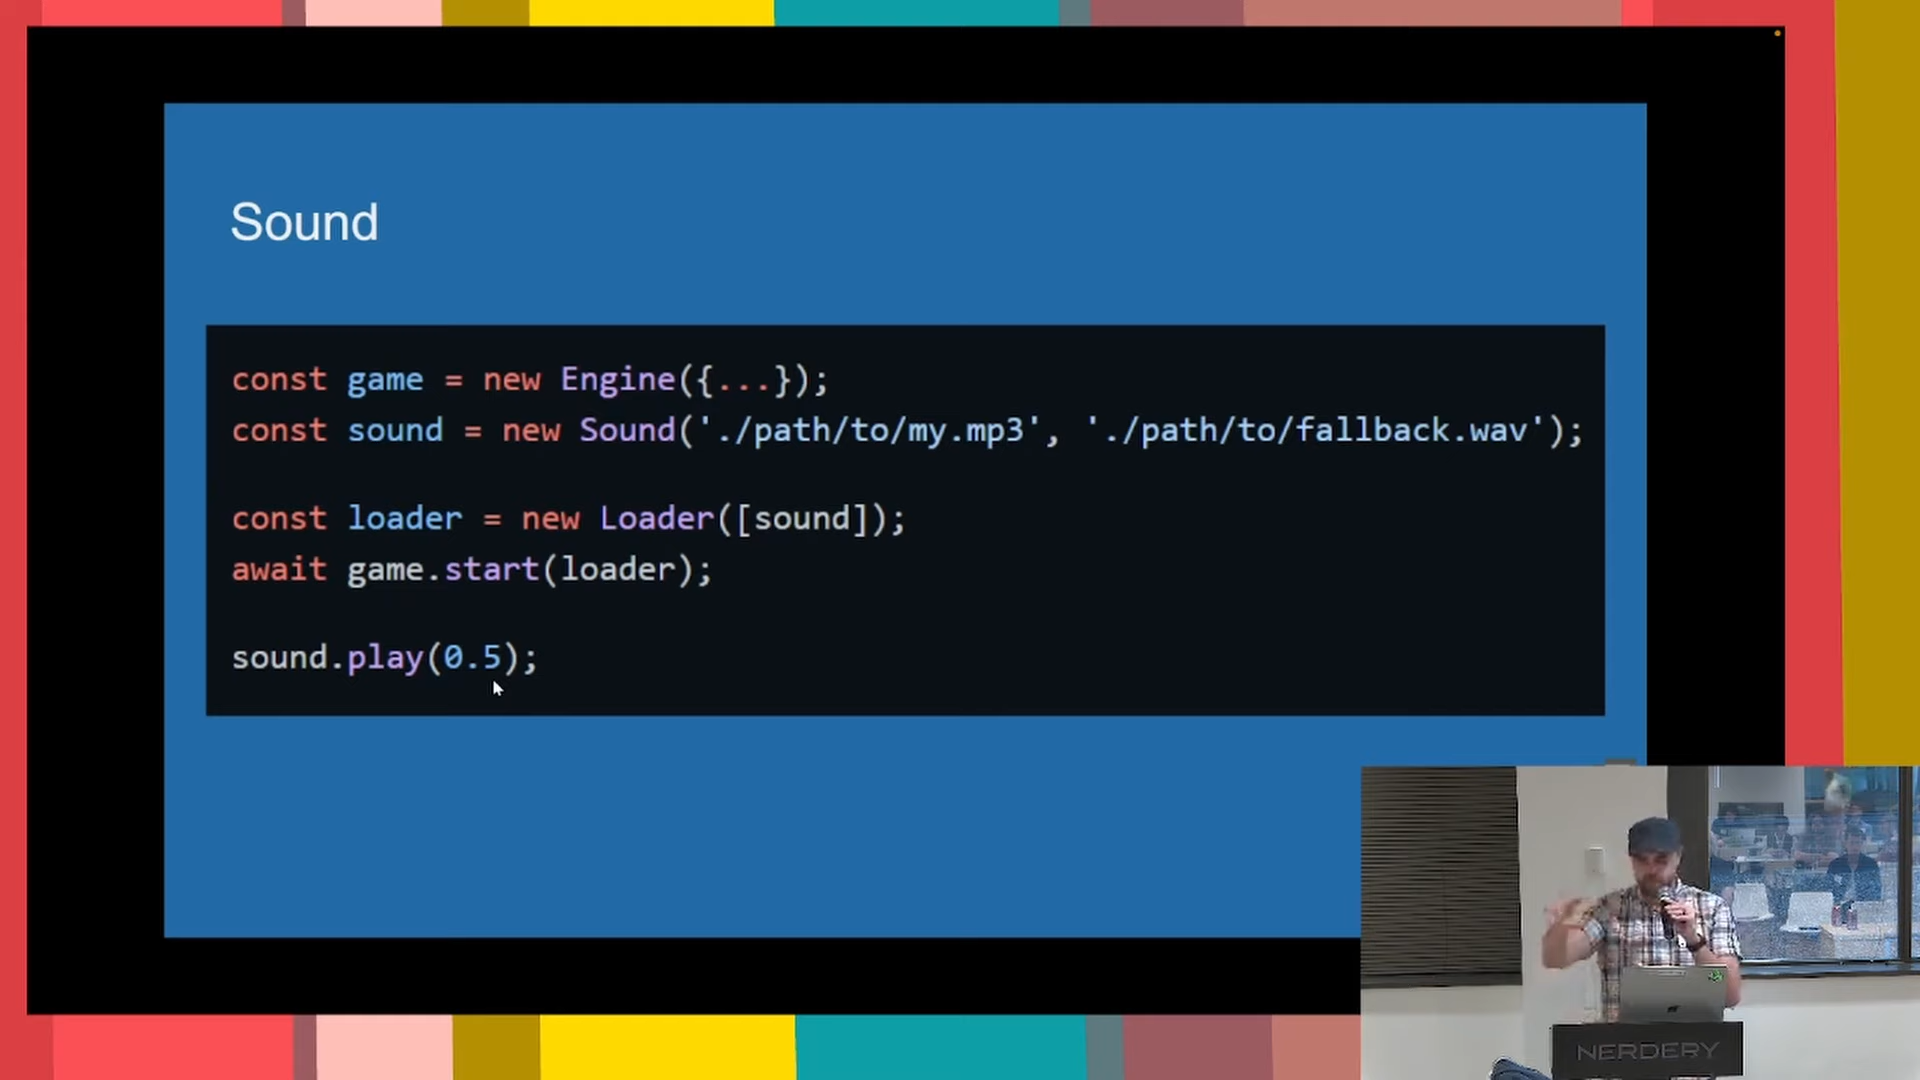 Sound
const game = new Engine({...});
const sound = new Sound('./path/to/my.mp3', './path/to/fallback.wav');
const loader = new Loader([sound]);
await game.start(loader);
sound.play(0.5);
NERDERY